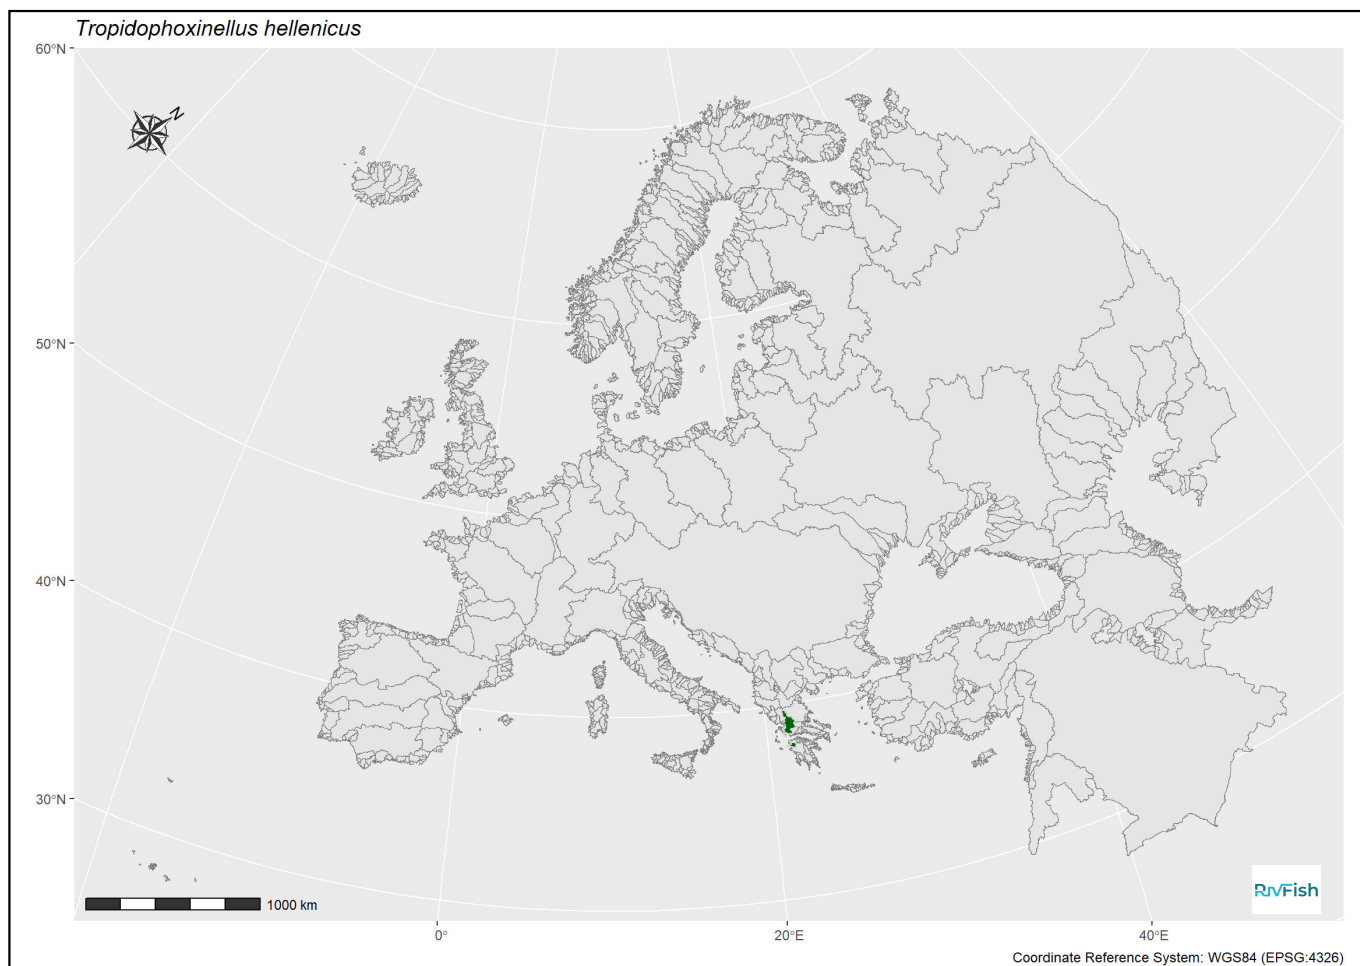 Tropidophoxinellus hellenicus
60°N
N
50°N
40°N
30°N
1000 km
RIVFish
0°
20°E
40°E
Coordinate Reference System: WGS84 (EPSG:4326)